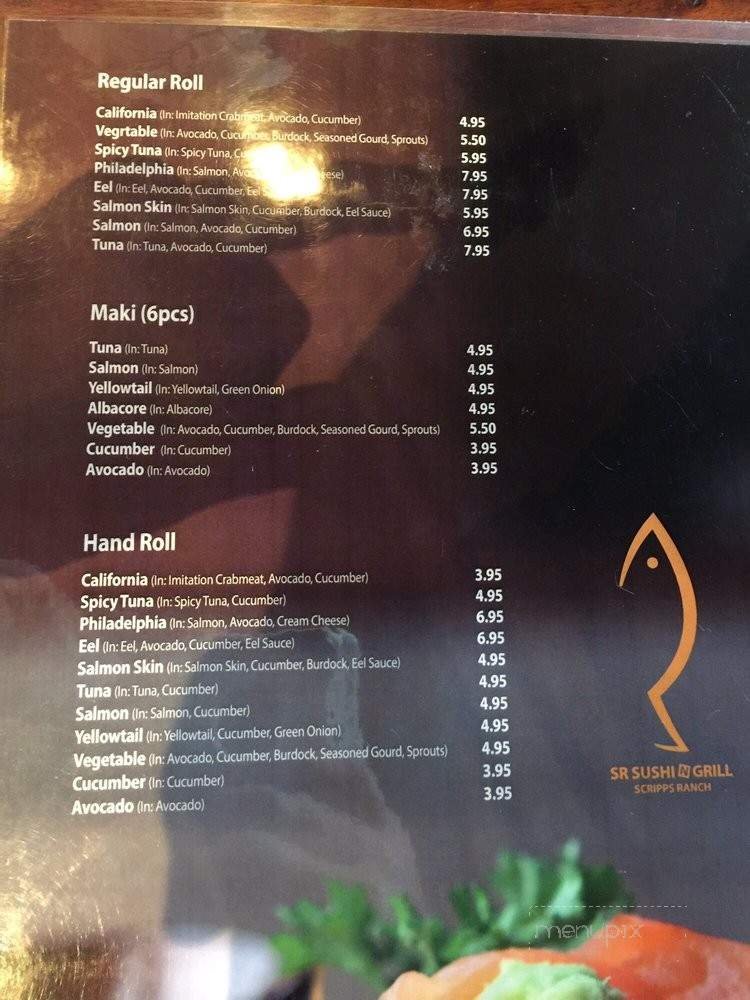 Regular Roll
California (In: Imitation Crabmeat, Avocado, Cucumber) 4.95
Vegrtable (In: Avocado, Cucumber, Burdock, Seasoned Gourd, Sprouts) 5.50
Spicy Tuna (In: Spicy Tuna, 5.95
Philadelphia (In: Salmon, 7.95
Eel (In: Eel, Avocado, Cucumber, Eel 7.95
Salmon Skin (In: Salmon Skin, Cucumber, Burdock, Eel Sauce) 5.95
Salmon (In: Salmon, Avocado, Cucumber) 6.95
Tuna (In: Tuna, Avocado, Cucumber) 7.95
Maki (6pcs)
Tuna (In: Tuna) 4.95
Salmon (In: Salmon) 4.95
Yellowtail (In: Yellowtail, Green Onion) 4.95
Albacore (In: Albacore) 4.95
Vegetable (In: Avocado, Cucumber, Burdock, Seasoned Gourd, Sprouts) 5.50
Cucumber (In: Cucumber) 3.95
Avocado (In: Avocado) 3.95
Hand Roll
California (In: Imitation Crabmeat, Avocado, Cucumber) 3.95
Spicy Tuna (In: Spicy Tuna, Cucumber) 4.95
Philadelphia (In: Salmon, Avocado, Cream Cheese) 6.95
Eel (In: Eel, Avocado, Cucumber, Eel Sauce) 6.95
Salmon Skin (In: Salmon Skin, Cucumber, Burdock, Eel Sauce) 4.95
Tuna (In: Tuna, Cucumber) 4.95
Salmon (In: Salmon, Cucumber) 4.95
Yellowtail (In: Yellowtail, Cucumber, Green Onion) 4.95
Vegetable (In: Avocado, Cucumber, Burdock, Seasoned Gourd, Sprouts) 4.95
Cucumber (In: Cucumber) 3.95
Avocado (In: Avocado) 3.95
SR SUSHI N GRILL
SCRIPPS RANCH
menupix